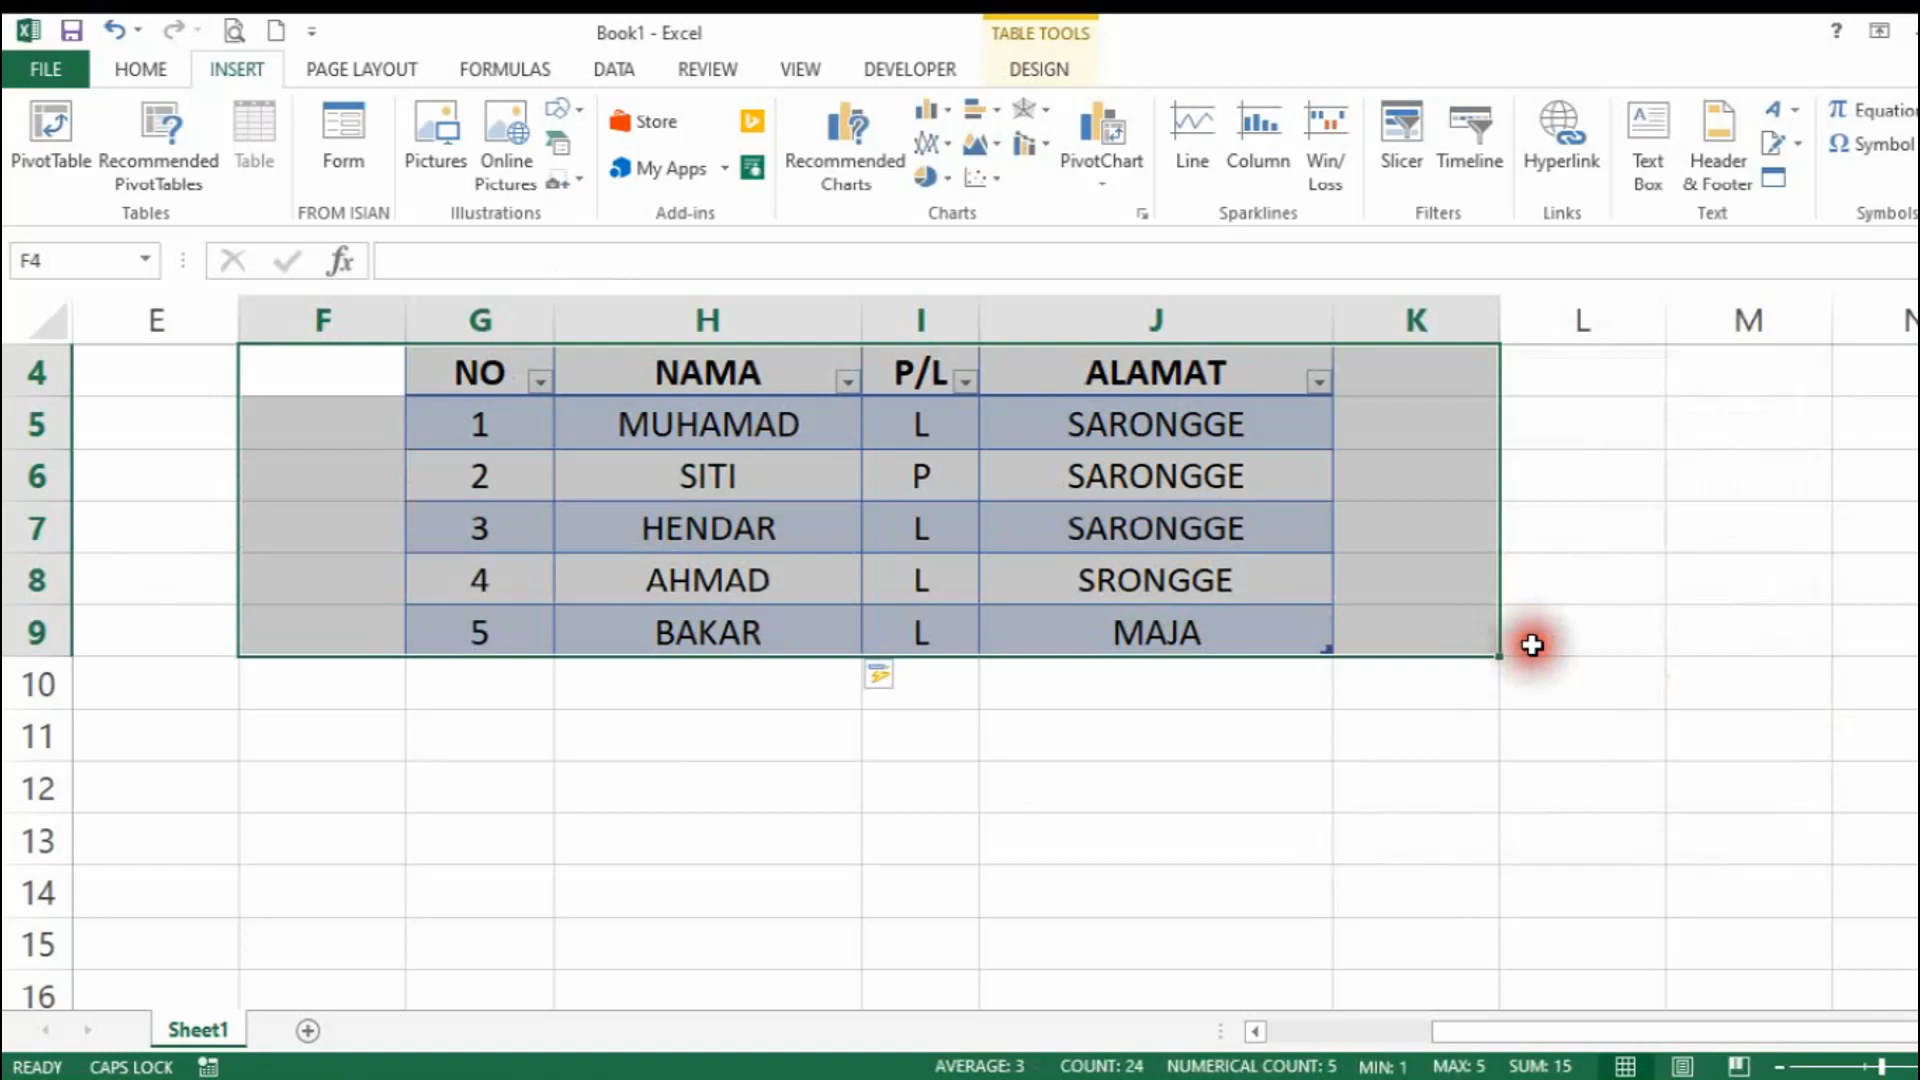 Book1 - Excel
TABLE TOOLS
?
FILE HOME INSERT PAGE LAYOUT FORMULAS DATA REVIEW VIEW DEVELOPER DESIGN
PivotTable
Recommended
PivotTables
Table
Tables
Form
FROM ISIAN
Pictures
Online
Pictures
Illustrations
Store
My Apps
Add-ins
Recommended
Charts
PivotChart
Charts
Line
Column
Win/
Loss
Sparklines
Slicer
Timeline
Filters
Hyperlink
Links
Text
Box
Header
& Footer
Text
π Equatio
Ω Symbol
Symbols
F4
fx
E F G H I J K L M N
4 NO NAMA P/L ALAMAT
5 1 MUHAMAD L SARONGGE
6 2 SITI P SARONGGE
7 3 HENDAR L SARONGGE
8 4 AHMAD L SRONGGE
9 5 BAKAR L MAJA
10
11
12
13
14
15
16
Sheet1
READY CAPS LOCK AVERAGE: 3 COUNT: 24 NUMERICAL COUNT: 5 MIN: 1 MAX: 5 SUM: 15